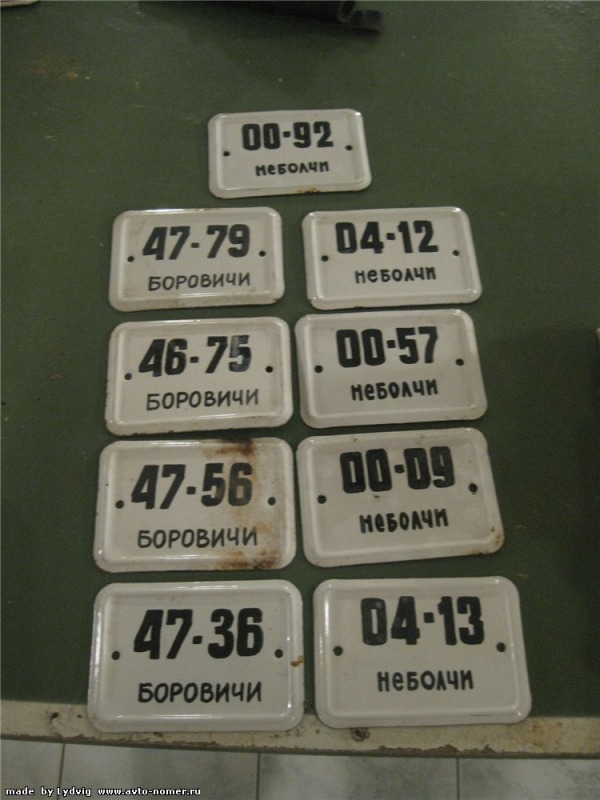 00-92
неболчи
47-79
БОРОВИЧИ
04-12
неболчи
46-75
БОРОВИЧИ
00-57
неболчи
47-56
БОРОВИЧИ
00-09
неболчи
47-36
БОРОВИЧИ
04-13
неболчи
made by Lydvig www.avto-nomer.ru